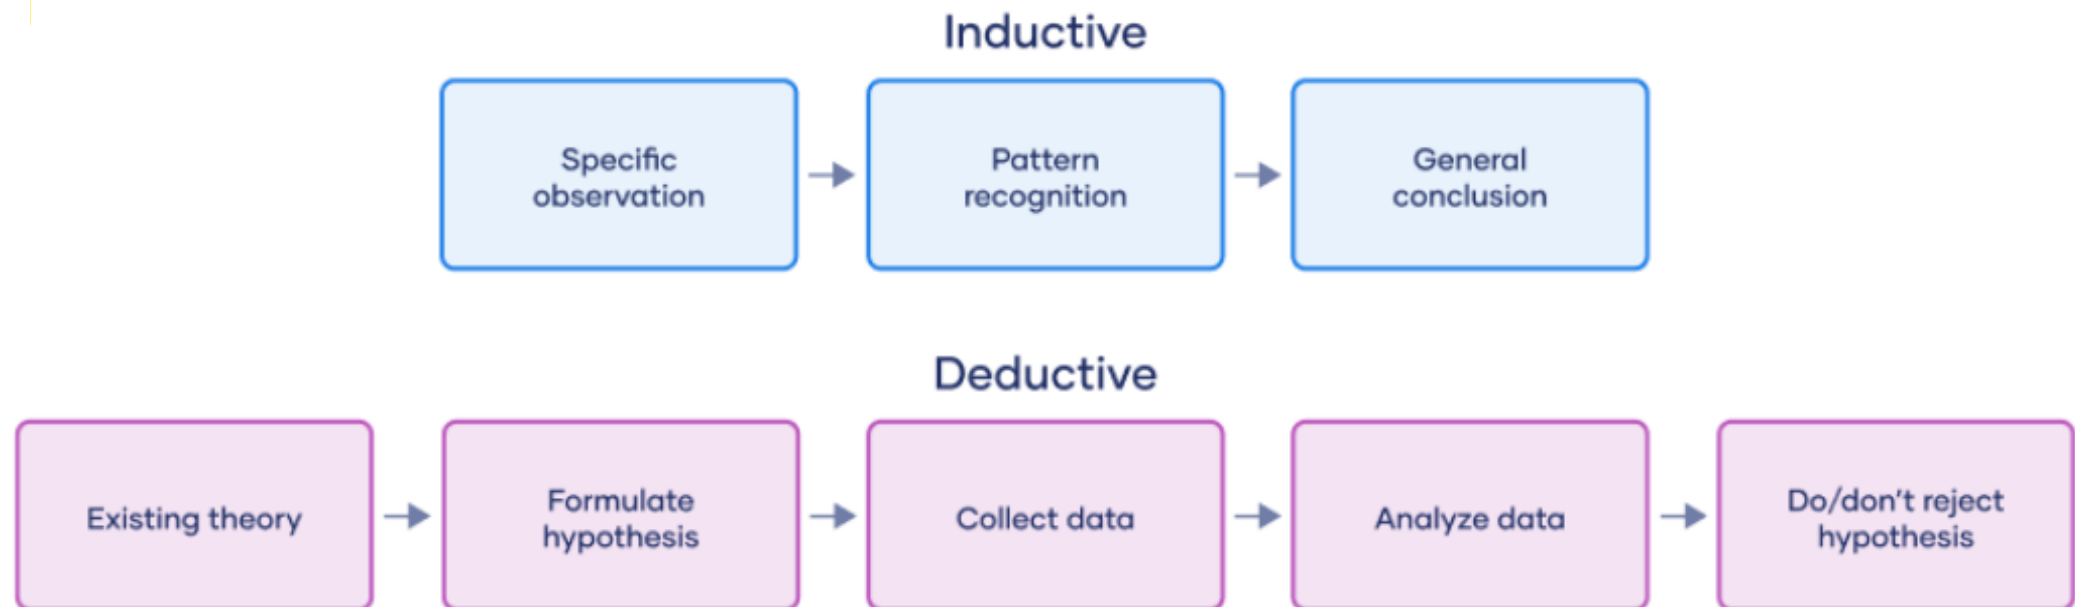 Inductive
Specific
observation
Pattern
recognition
General
conclusion
Deductive
Existing theory
Formulate
hypothesis
Collect data
Analyze data
Do/don't reject
hypothesis